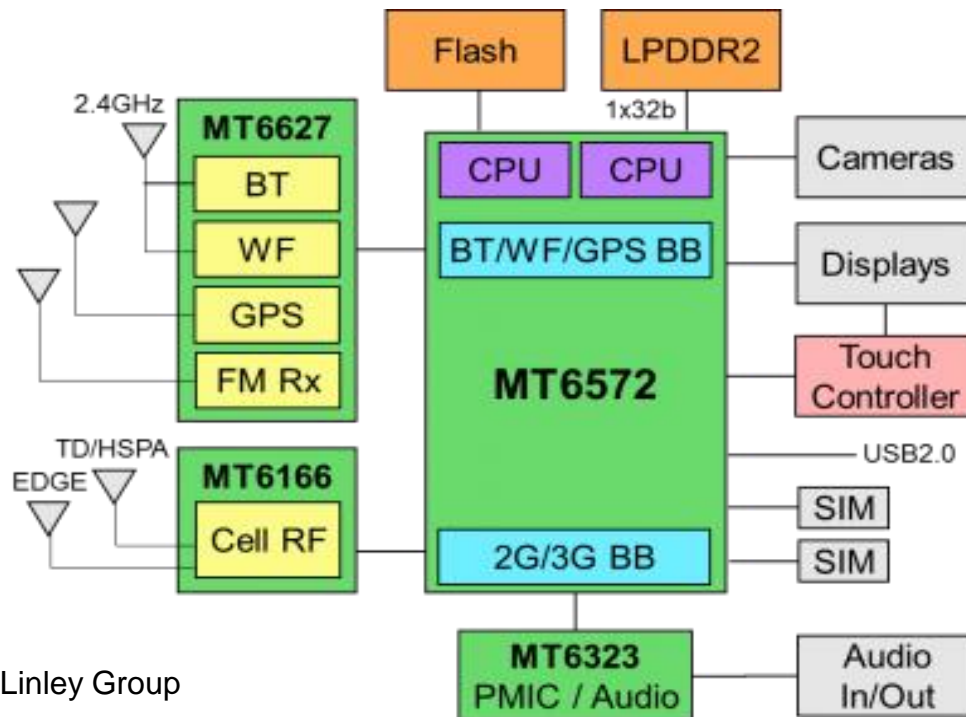 Flash
LPDDR2
1x32b
2.4GHz
MT6627
BT
WF
GPS
FM Rx
TD/HSPA
EDGE
MT6166
Cell RF
CPU
CPU
BT/WF/GPS BB
MT6572
2G/3G BB
Cameras
Displays
Touch
Controller
USB2.0
SIM
SIM
MT6323
PMIC / Audio
Audio
In/Out
Linley Group